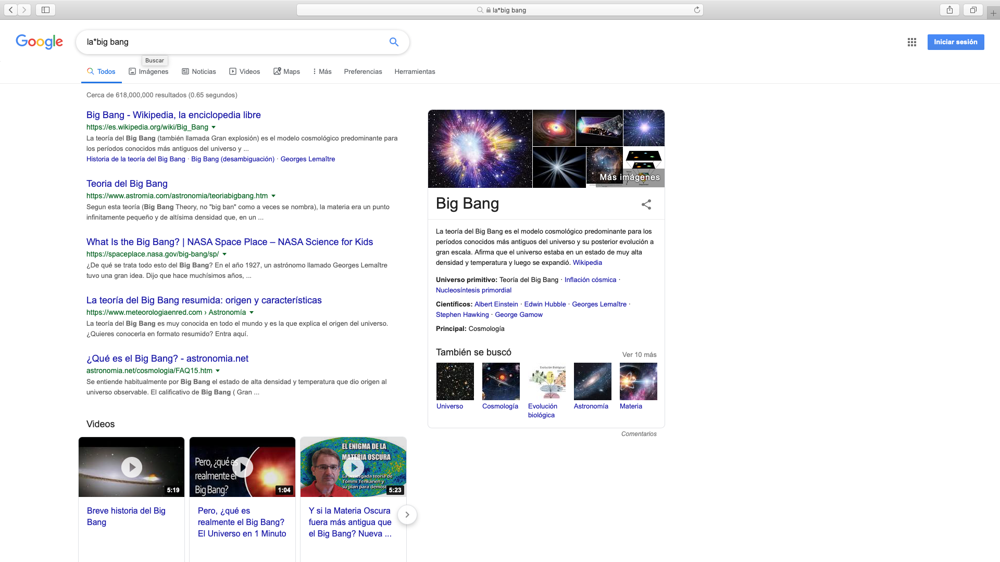 la*big bang
Google
la*big bang
Iniciar sesión
Buscar
Todos
Imágenes
Noticias
Videos
Maps
Más
Preferencias
Herramientas
Cerca de 618,000,000 resultados (0.65 segundos)
Big Bang - Wikipedia, la enciclopedia libre
https://es.wikipedia.org/wiki/Big_Bang
La teoría del Big Bang (también llamada Gran explosión) es el modelo cosmológico predominante para
los períodos conocidos más antiguos del universo y ...
Historia de la teoría del Big Bang · Big Bang (desambiguación) · Georges Lemaître
Teoria del Big Bang
https://www.astromia.com/astronomia/teoriabigbang.htm
Segun esta teoría (Big Bang Theory, no "big ban" como a veces se nombra), la materia era un punto
infinitamente pequeño y de altísima densidad que, en un ...
What Is the Big Bang? | NASA Space Place – NASA Science for Kids
https://spaceplace.nasa.gov/big-bang/sp/
¿De qué se trata todo esto del Big Bang? En el año 1927, un astrónomo llamado Georges Lemaître
tuvo una gran idea. Dijo que hace muchísimos años, ...
La teoría del Big Bang resumida: origen y características
https://www.meteorologiaenred.com › Astronomía
La teoría del Big Bang es muy conocida en todo el mundo y es la que explica el origen del universo.
¿Quieres conocerla en formato resumido? Entra aquí.
¿Qué es el Big Bang? - astronomia.net
astronomia.net/cosmologia/FAQ15.htm
Se entiende habitualmente por Big Bang el estado de alta densidad y temperatura que dio origen al
universo observable. El calificativo de Big Bang ( Gran ...
Videos
Pero, ¿qué es
realmente el
Big Bang?
EL ENIGMA DE LA
MATERIA OSCURA
La arriesgada teoría de
Tommi Tenkanen y
su plan para demost
5:19
1:04
5:23
Breve historia del Big
Bang
Pero, ¿qué es
realmente el Big Bang?
El Universo en 1 Minuto
Y si la Materia Oscura
fuera más antigua que
el Big Bang? Nueva ...
Más imágenes
Big Bang
La teoría del Big Bang es el modelo cosmológico predominante para los
períodos conocidos más antiguos del universo y su posterior evolución a
gran escala. Afirma que el universo estaba en un estado de muy alta
densidad y temperatura y luego se expandió. Wikipedia
Universo primitivo: Teoría del Big Bang · Inflación cósmica ·
Nucleosíntesis primordial
Científicos: Albert Einstein · Edwin Hubble · Georges Lemaître ·
Stephen Hawking · George Gamow
Principal: Cosmología
También se buscó
Ver 10 más
Evolución Biológica
Universo
Cosmología
Evolución
biológica
Astronomía
Materia
Comentarios